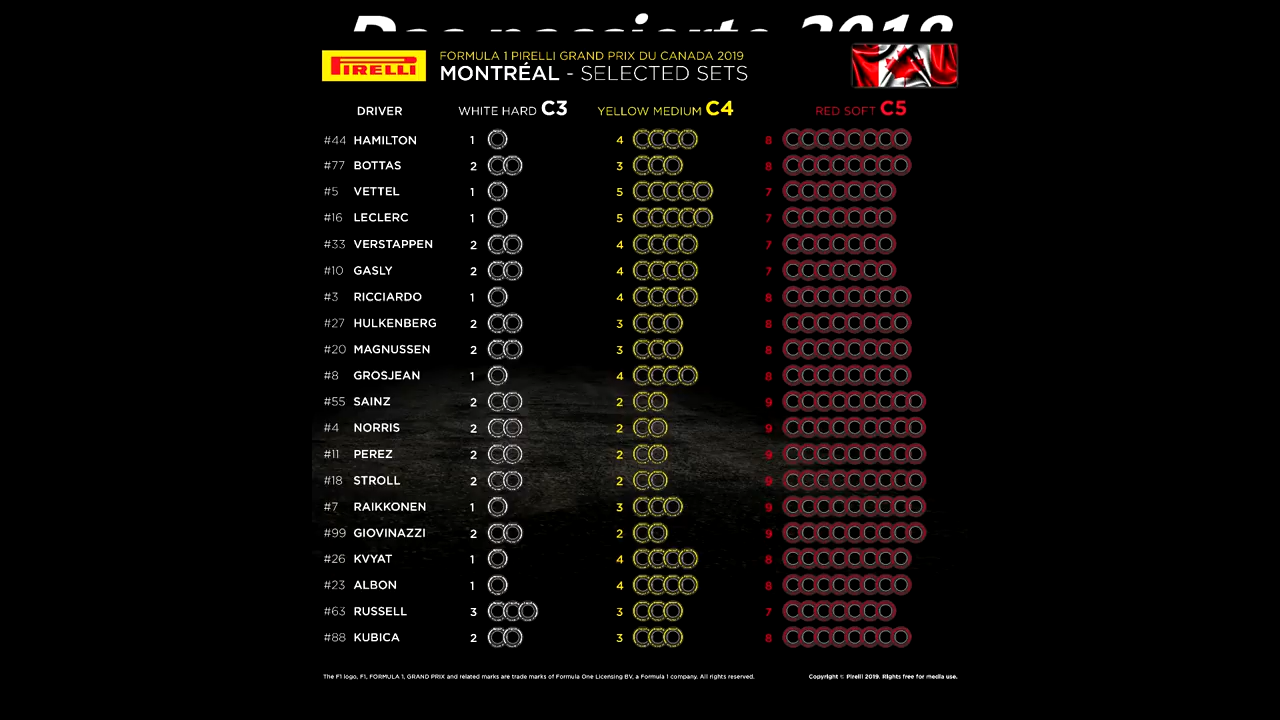 PIRELLI
FORMULA 1 PIRELLI GRAND PRIX DU CANADA 2019
MONTRÉAL - SELECTED SETS
DRIVER WHITE HARD C3 YELLOW MEDIUM C4 RED SOFT C5
#44 HAMILTON 1 4 8
#77 BOTTAS 2 3 8
#5 VETTEL 1 5 7
#16 LECLERC 1 5 7
#33 VERSTAPPEN 2 4 7
#10 GASLY 2 4 7
#3 RICCIARDO 1 4 8
#27 HULKENBERG 2 3 8
#20 MAGNUSSEN 2 3 8
#8 GROSJEAN 1 4 8
#55 SAINZ 2 2 9
#4 NORRIS 2 2 9
#11 PEREZ 2 2 9
#18 STROLL 2 2 9
#7 RAIKKONEN 1 3 9
#99 GIOVINAZZI 2 2 9
#26 KVYAT 1 4 8
#23 ALBON 1 4 8
#63 RUSSELL 3 3 7
#88 KUBICA 2 3 8
The F1 logo, F1, FORMULA 1, GRAND PRIX and related marks are trade marks of Formula One Licensing BV, a Formula 1 company. All rights reserved. Copyright © Pirelli 2019. Rights free for media use.